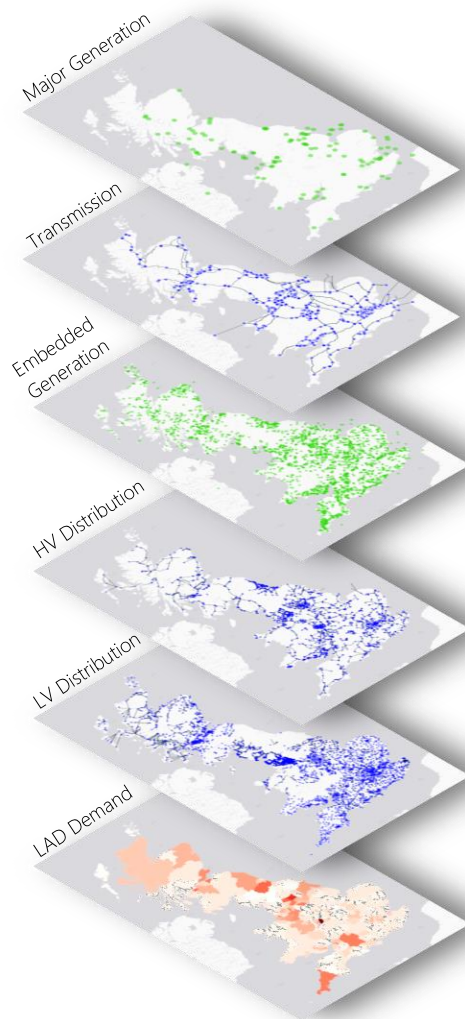 Major Generation
Transmission
Embedded
Generation
HV Distribution
LV Distribution
LAD Demand